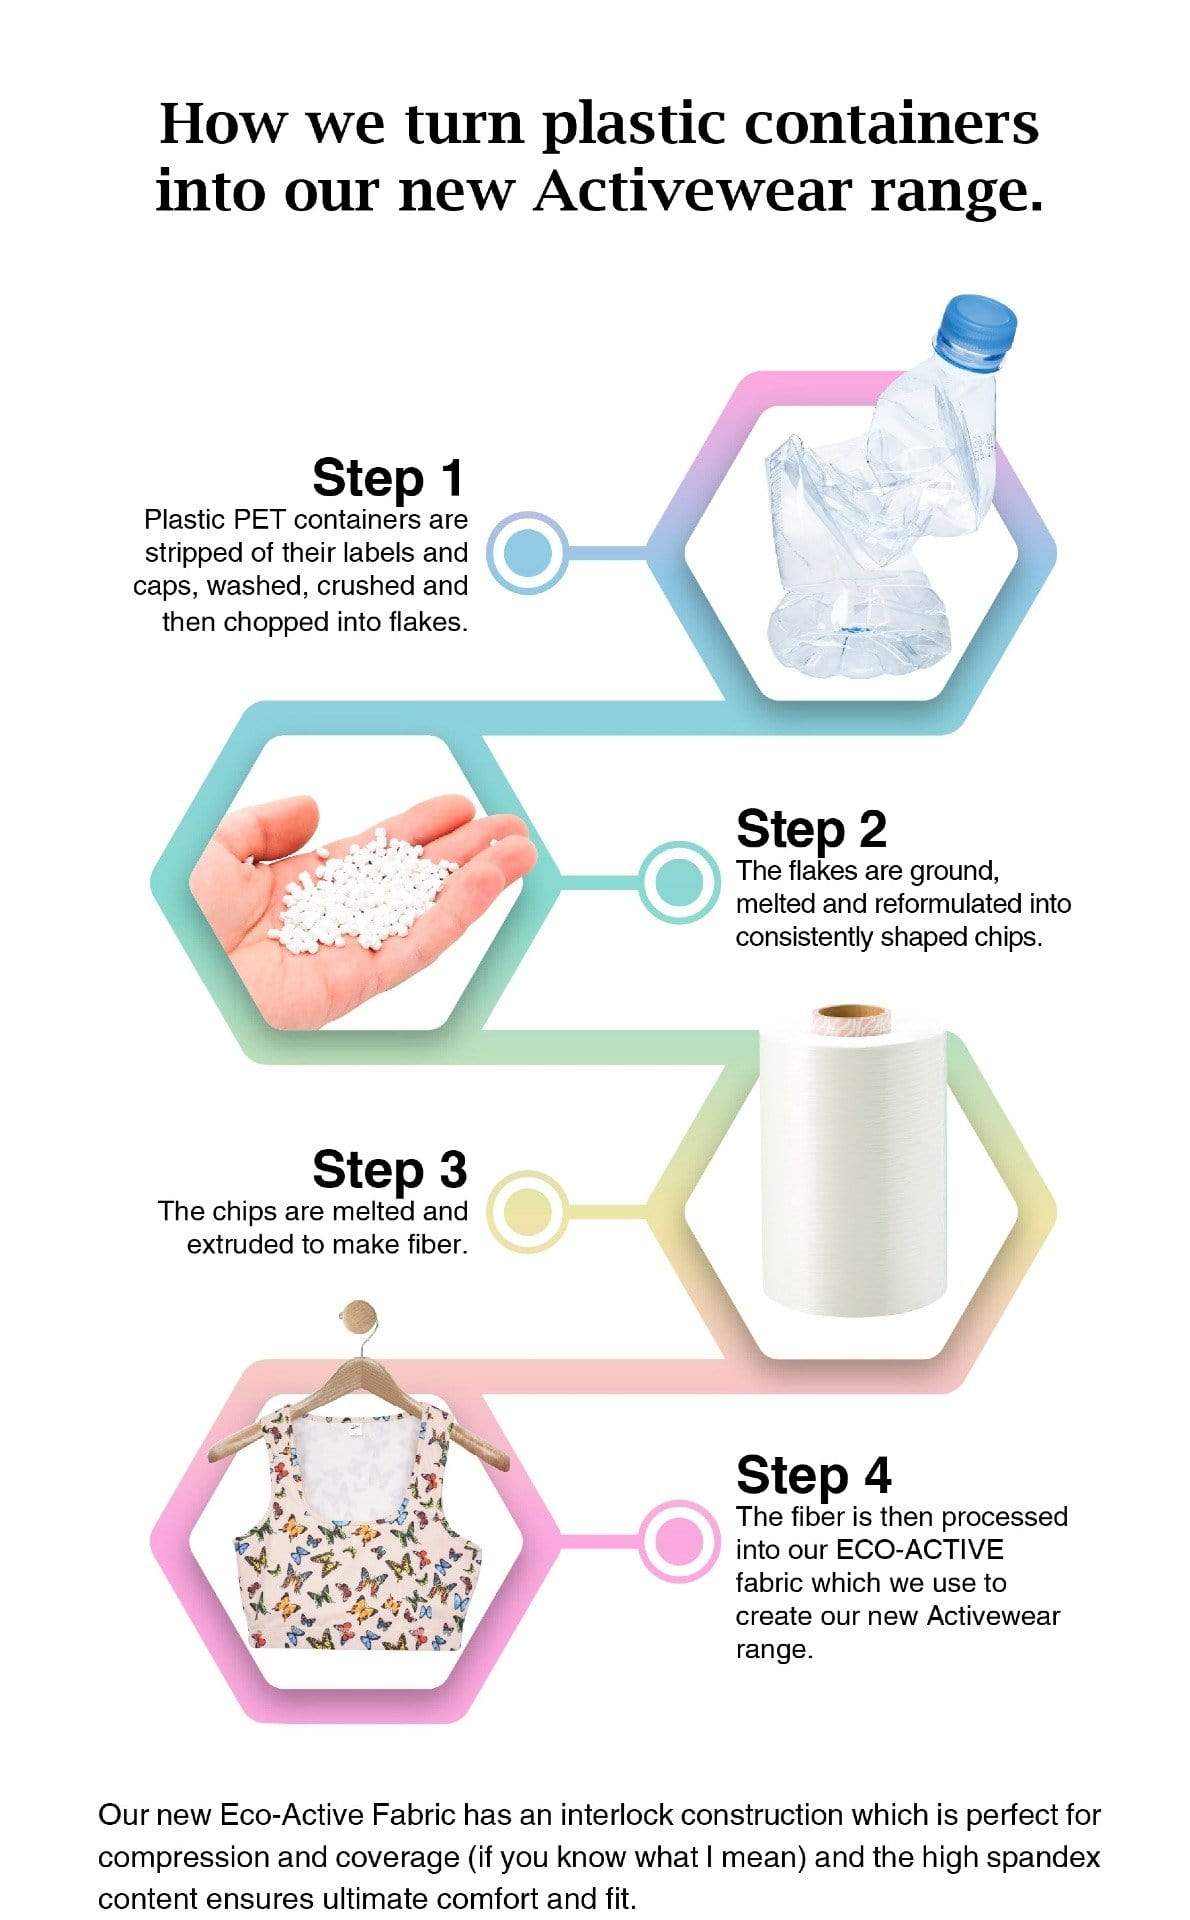 How we turn plastic containers
into our new Activewear range.
Step 1
Plastic PET containers are
stripped of their labels and
caps, washed, crushed and
then chopped into flakes.
Step 2
The flakes are ground,
melted and reformulated into
consistently shaped chips.
Step 3
The chips are melted and
extruded to make fiber.
Step 4
The fiber is then processed
into our ECO-ACTIVE
fabric which we use to
create our new Activewear
range.
Our new Eco-Active Fabric has an interlock construction which is perfect for
compression and coverage (if you know what I mean) and the high spandex
content ensures ultimate comfort and fit.